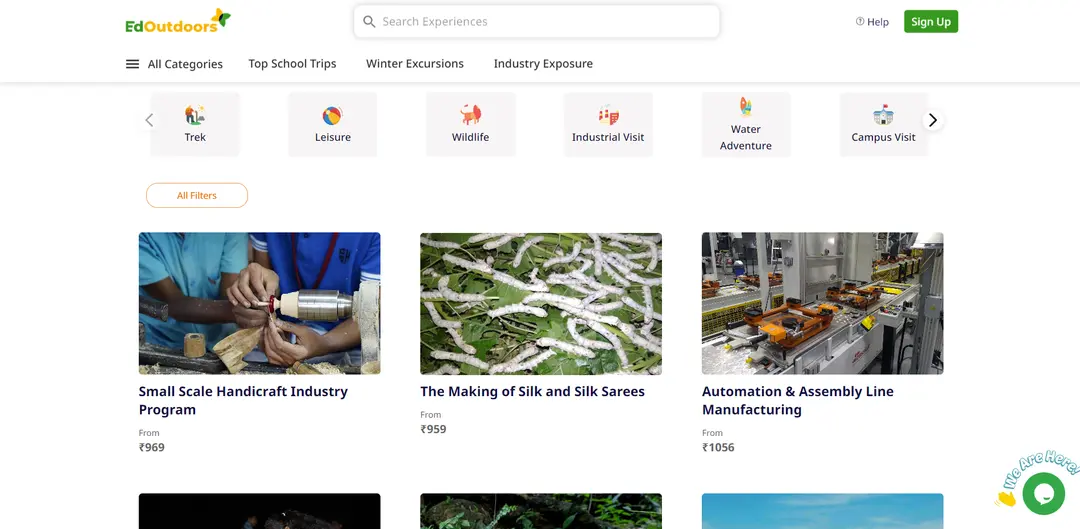 EdOutdoors
Search Experiences
Help
Sign Up
All Categories
Top School Trips
Winter Excursions
Industry Exposure
Trek
Leisure
Wildlife
Industrial Visit
Water
Adventure
Campus Visit
All Filters
Small Scale Handicraft Industry
Program
From
₹969
The Making of Silk and Silk Sarees
From
₹959
Automation & Assembly Line
Manufacturing
From
₹1056
We Are Here!